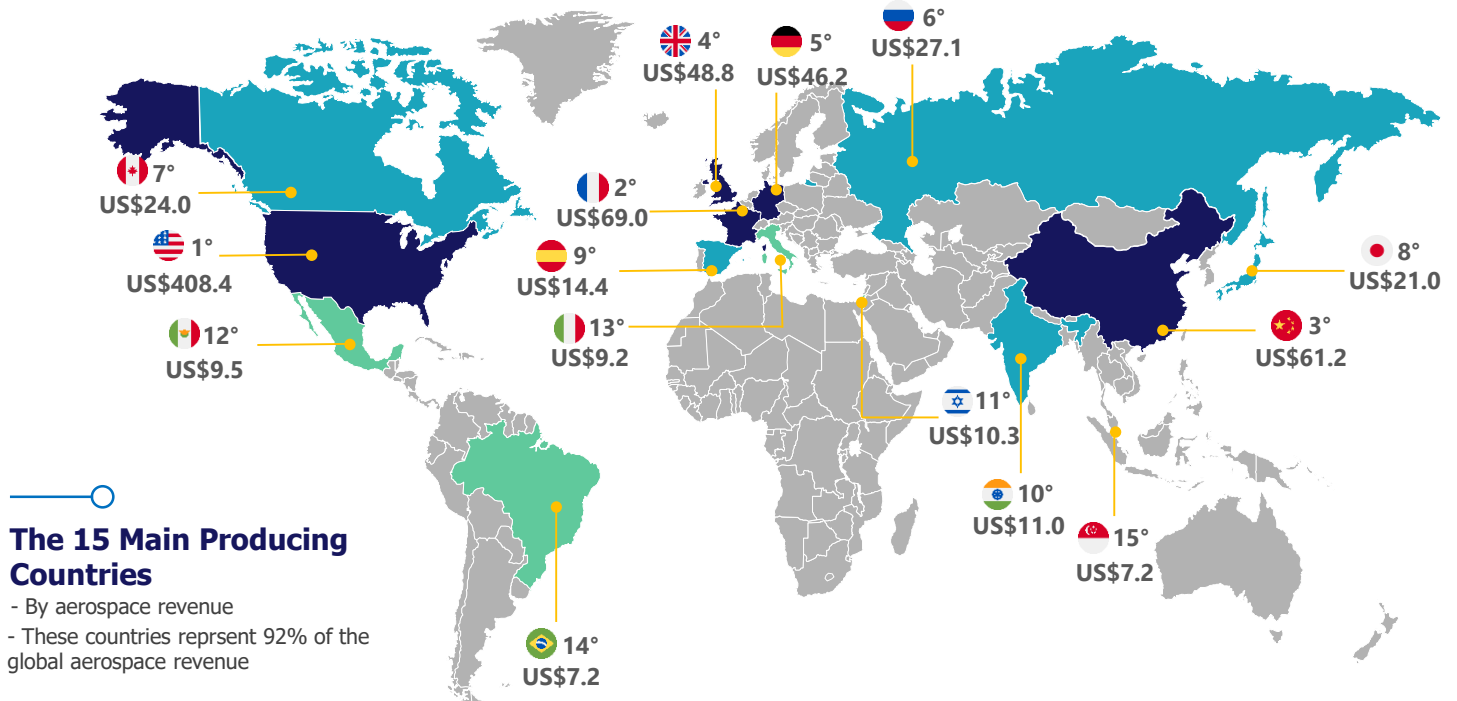 6°
US$27.1
4°
US$48.8
5°
US$46.2
7°
US$24.0
2°
US$69.0
1°
US$408.4
9°
US$14.4
8°
US$21.0
12°
US$9.5
13°
US$9.2
3°
US$61.2
11°
US$10.3
10°
US$11.0
15°
US$7.2
The 15 Main Producing
Countries
- By aerospace revenue
- These countries reprsent 92% of the
global aerospace revenue
14°
US$7.2